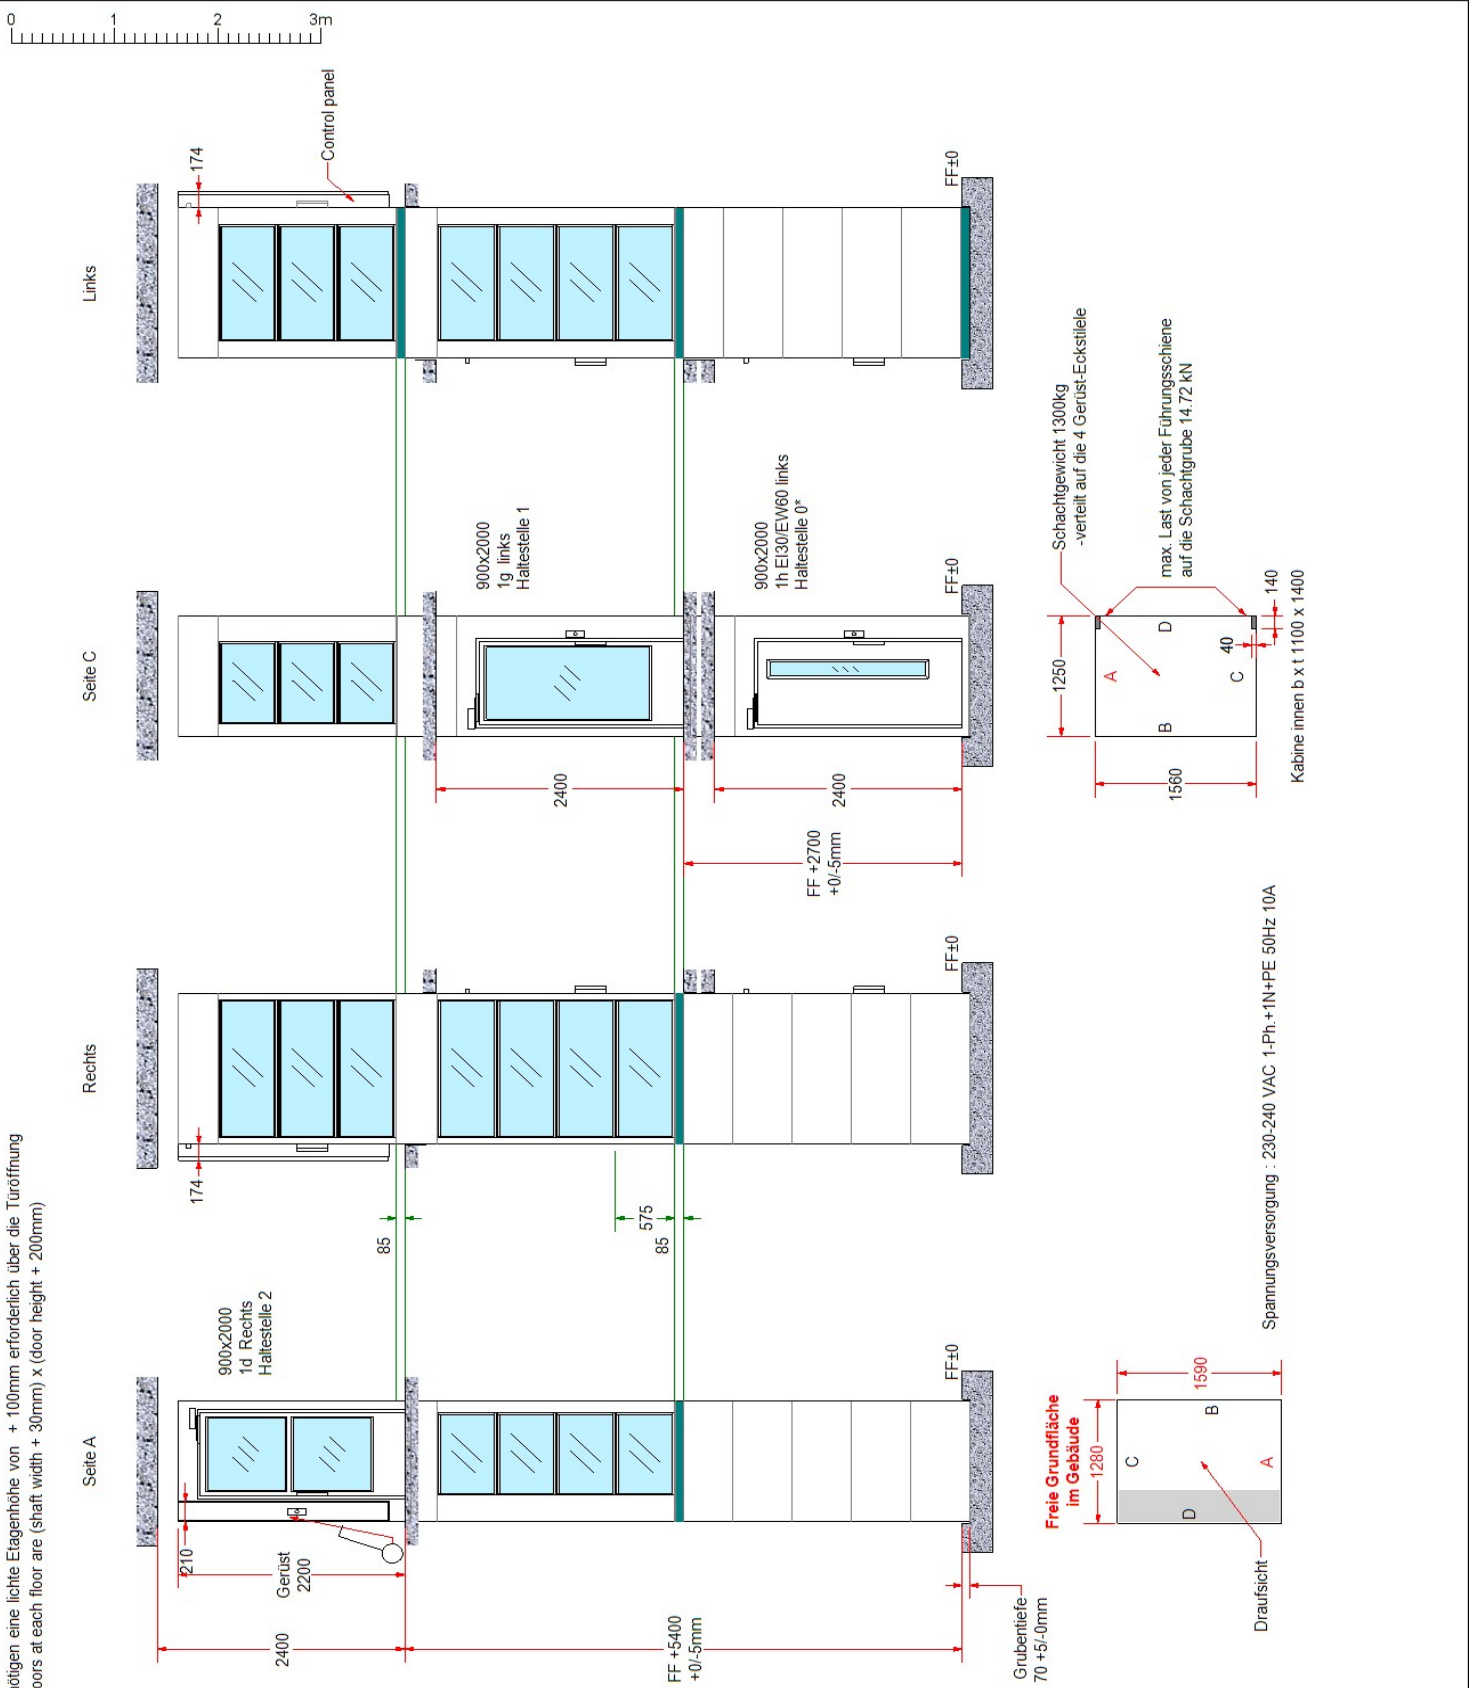 0 1 2 3m
ötigen eine lichte Etagenhöhe von + 100mm erforderlich über die Türöffnung
oors at each floor are (shaft width + 30mm) x (door height + 200mm)
Seite A
Rechts
Seite C
Links
2400
210
Gerüst
2200
900x2000
1d Rechts
Haltestelle 2
FF +5400
+0/-5mm
FF±0
Grubentiefe
70 +5/-0mm
174
85
575
85
FF±0
2400
2400
FF +2700
+0/-5mm
900x2000
1g links
Haltestelle 1
900x2000
1h EI30/EW60 links
Haltestelle 0*
FF±0
174
Control panel
FF±0
Freie Grundfläche
im Gebäude
1280
1590
C
B
A
D
Draufsicht
Spannungsversorgung : 230-240 VAC 1-Ph.+1N+PE 50Hz 10A
1250
1560
A
B
C
D
40
140
Kabine innen b x t 1100 x 1400
Schachtgewicht 1300kg
-verteilt auf die 4 Gerüst-Eckstilele
max. Last von jeder Führungsschiene
auf die Schachtgrube 14.72 kN